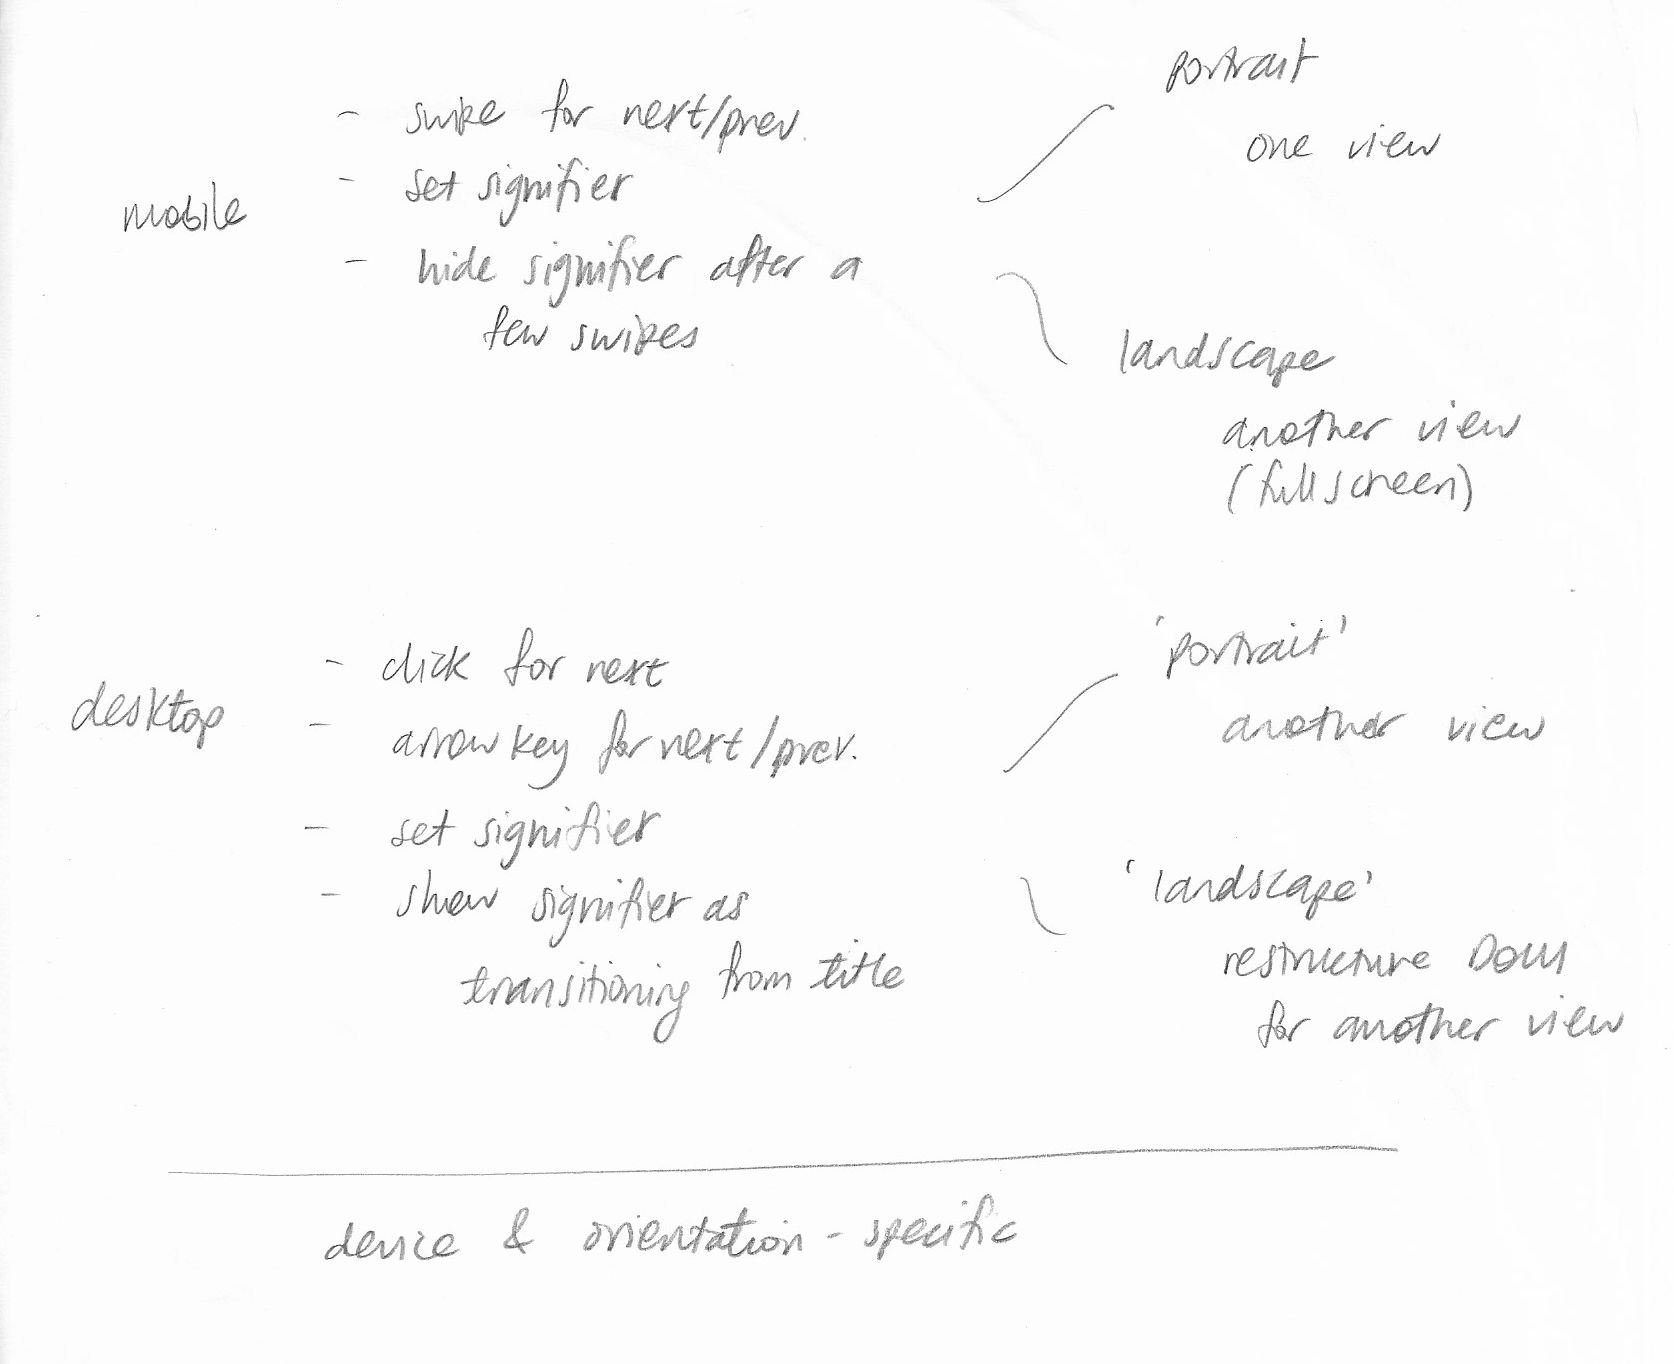 mobile
- swipe for next/prev.
- set signifier
- hide signifier after a
few swipes
portrait
one view
landscape
another view
(fullscreen)
desktop
- click for next
- arrow key for next/prev.
- set signifier
- show signifier as
transitioning from title
'portrait'
another view
'landscape'
restructure DOM
for another view
device & orientation-specific